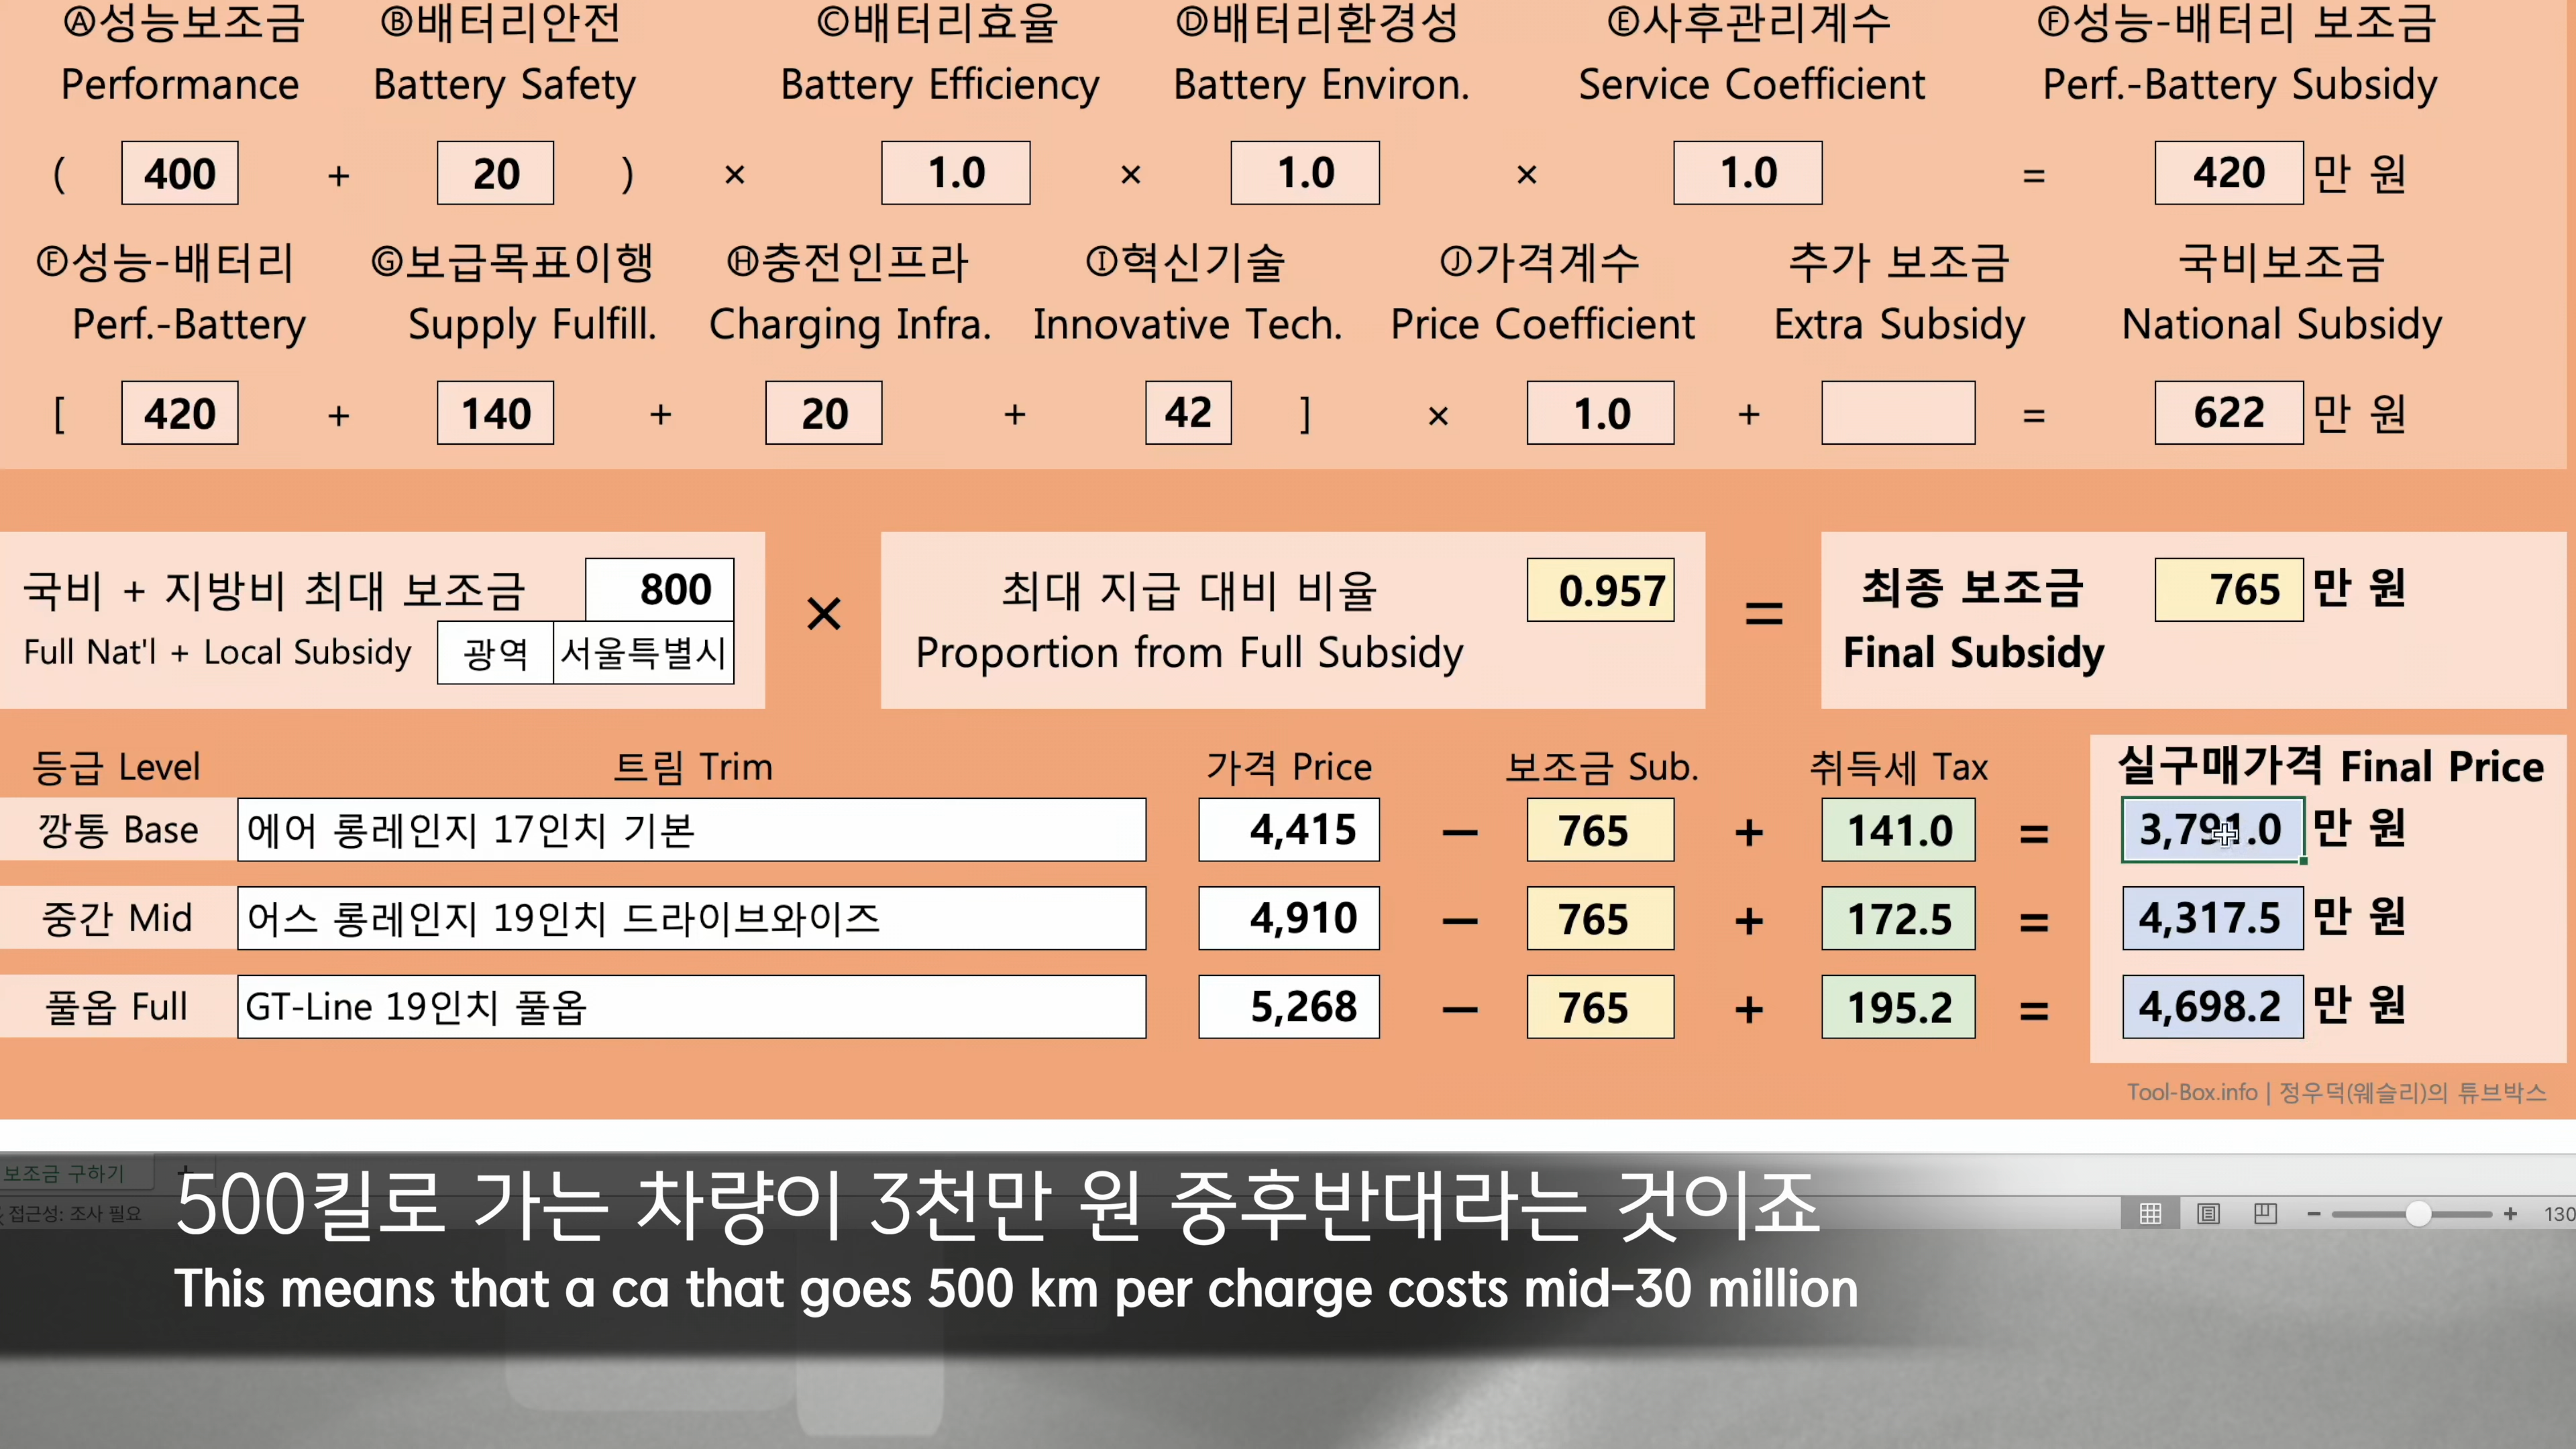 Ⓐ성능보조금 Ⓑ배터리안전 Ⓒ배터리효율 Ⓓ배터리환경성 Ⓔ사후관리계수 Ⓕ성능-배터리 보조금
Performance Battery Safety Battery Efficiency Battery Environ. Service Coefficient Perf.-Battery Subsidy
( 400 + 20 ) × 1.0 × 1.0 × 1.0 = 420 만 원
Ⓕ성능-배터리 Ⓖ보급목표이행 Ⓗ충전인프라 Ⓘ혁신기술 Ⓙ가격계수 추가 보조금 국비보조금
Perf.-Battery Supply Fulfill. Charging Infra. Innovative Tech. Price Coefficient Extra Subsidy National Subsidy
[ 420 + 140 + 20 + 42 ] × 1.0 + = 622 만 원
국비 + 지방비 최대 보조금 800 × 최대 지급 대비 비율 0.957 = 최종 보조금 765 만 원
Full Nat'l + Local Subsidy 광역 서울특별시 Proportion from Full Subsidy Final Subsidy
등급 Level 트림 Trim 가격 Price 보조금 Sub. 취득세 Tax 실구매가격 Final Price
깡통 Base 에어 롱레인지 17인치 기본 4,415 − 765 + 141.0 = 3,791.0 만 원
중간 Mid 어스 롱레인지 19인치 드라이브와이즈 4,910 − 765 + 172.5 = 4,317.5 만 원
풀옵 Full GT-Line 19인치 풀옵 5,268 − 765 + 195.2 = 4,698.2 만 원
Tool-Box.info | 정우덕(웨슬리)의 튜브박스
보조금 구하기 +
접근성: 조사 필요 − + 130
500킬로 가는 차량이 3천만 원 중후반대라는 것이죠
This means that a ca that goes 500 km per charge costs mid-30 million